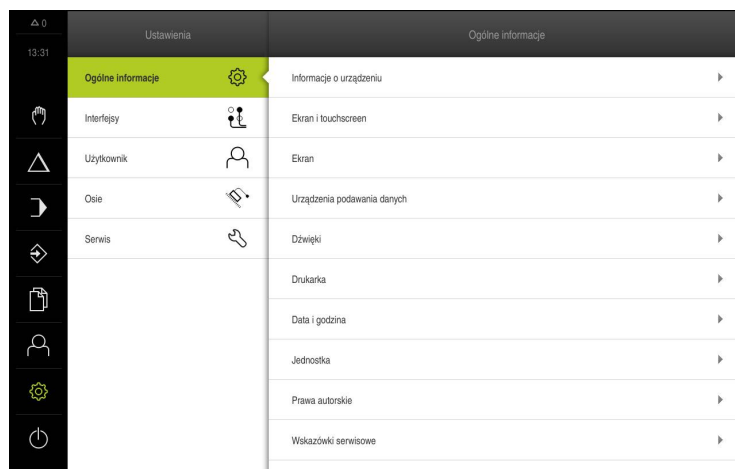 0
13:31
Ustawienia
Ogólne informacje
Interfejsy
Użytkownik
Osie
Serwis
Ogólne informacje
Informacje o urządzeniu
Ekran i touchscreen
Ekran
Urządzenia podawania danych
Dźwięki
Drukarka
Data i godzina
Jednostka
Prawa autorskie
Wskazówki serwisowe